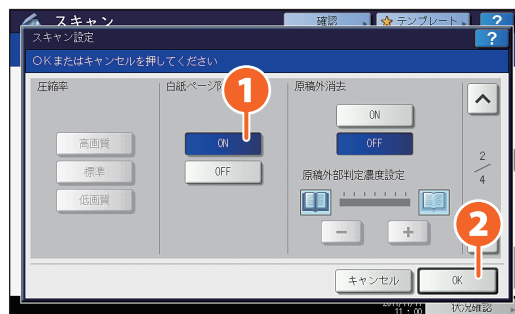 スキャン
確認
テンプレート
?
スキャン設定
?
OKまたはキャンセルを押してください
圧縮率
高画質
標準
低画質
白紙ページ
1
ON
OFF
原稿外消去
ON
OFF
原稿外部判定濃度設定
−
+
2
4
2
キャンセル
OK
11:00
状況確認